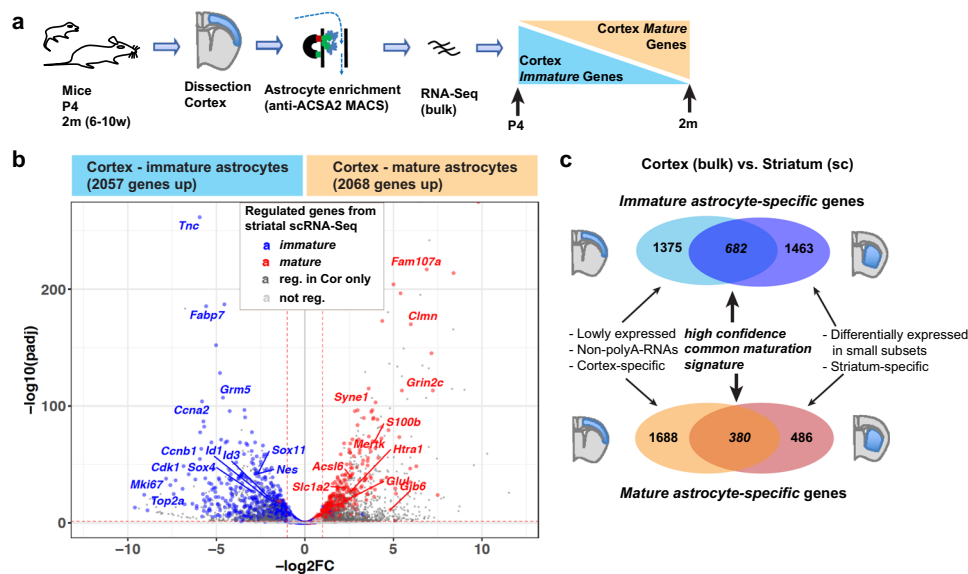 a
Mice
P4
2m (6-10w)
Dissection
Cortex
Astrocyte enrichment
(anti-ACSA2 MACS)
RNA-Seq
(bulk)
Cortex Mature
Genes
Cortex
Immature Genes
P4
2m
b
Cortex - immature astrocytes
(2057 genes up)
Cortex - mature astrocytes
(2068 genes up)
Regulated genes from
striatal scRNA-Seq
a immature
a mature
a reg. in Cor only
a not reg.
Tnc
Fabp7
Grm5
Ccna2
Ccnb1
Id1
Id3
Sox11
Cdk1
Sox4
Nes
Mki67
Top2a
Fam107a
Clmn
Grin2c
Syne1
S100b
Mertk
Htra1
Acsl6
Slc1a2
Glul
Gjb6
200
100
0
−10
−5
0
5
10
−log10(padj)
−log2FC
c
Cortex (bulk) vs. Striatum (sc)
Immature astrocyte-specific genes
1375
682
1463
- Lowly expressed
- Non-polyA-RNAs
- Cortex-specific
high confidence
common maturation
signature
- Differentially expressed
in small subsets
- Striatum-specific
1688
380
486
Mature astrocyte-specific genes